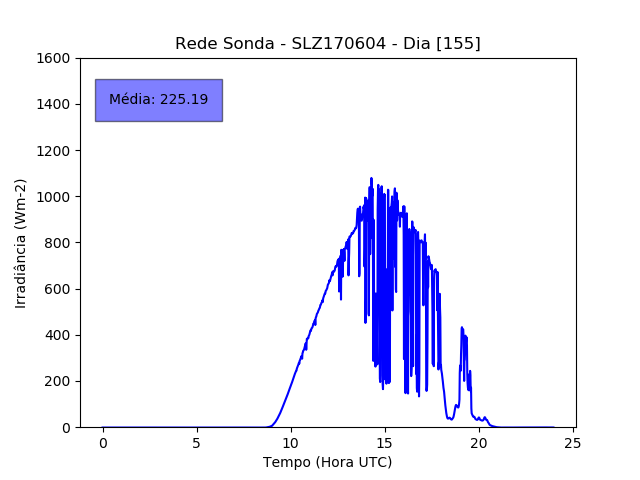 Rede Sonda - SLZ170604 - Dia [155]
1600
1400
1200
1000
800
600
400
200
0
Média: 225.19
Irradiância (Wm-2)
0 5 10 15 20 25
Tempo (Hora UTC)